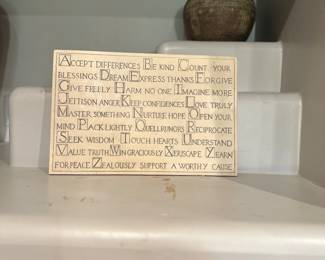 ACCEPT DIFFERENCES BE KIND COUNT YOUR
BLESSINGS DREAM EXPRESS THANKS FORGIVE
GIVE FREELY HARM NO ONE IMAGINE MORE
JETTISON ANGER KEEP CONFIDENCES LOVE TRULY
MASTER SOMETHING NURTURE HOPE OPEN YOUR
MIND PACK LIGHTLY QUELL RUMORS RECIPROCATE
SEEK WISDOM TOUCH HEARTS UNDERSTAND
VALUE TRUTH WIN GRACIOUSLY XERISCAPE YEARN
FOR PEACE ZEALOUSLY SUPPORT A WORTHY CAUSE